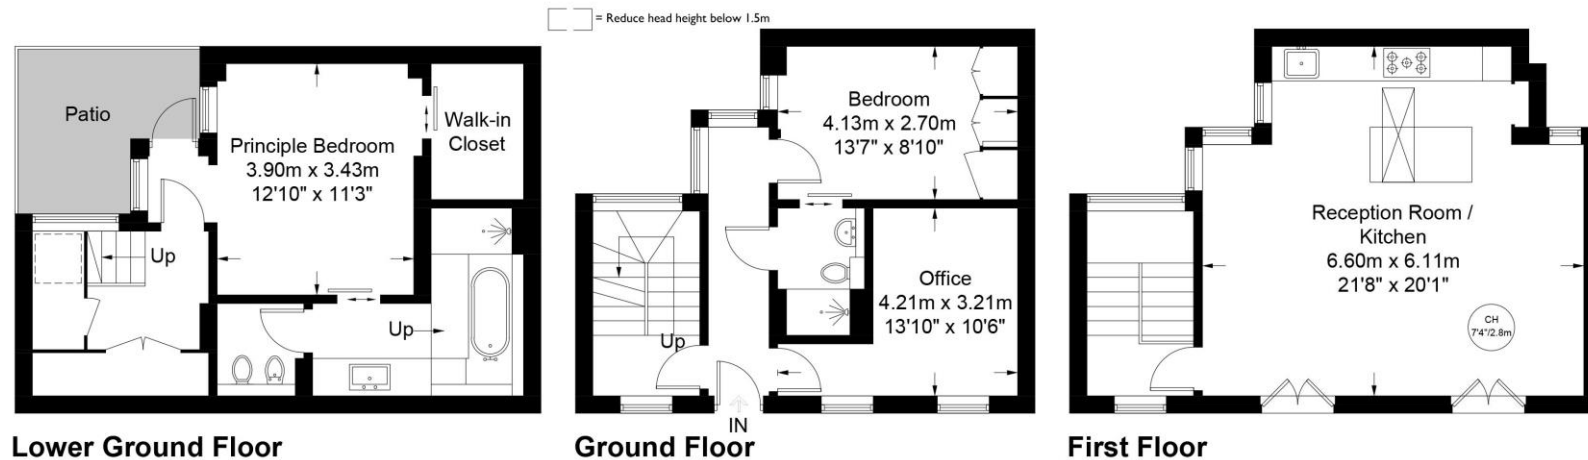 = Reduce head height below 1.5m
Patio
Principle Bedroom
3.90m x 3.43m
12'10" x 11'3"
Walk-in
Closet
Up
Up
Lower Ground Floor
Bedroom
4.13m x 2.70m
13'7" x 8'10"
Office
4.21m x 3.21m
13'10" x 10'6"
Up
IN
Ground Floor
Reception Room /
Kitchen
6.60m x 6.11m
21'8" x 20'1"
CH
7'4"/2.8m
First Floor